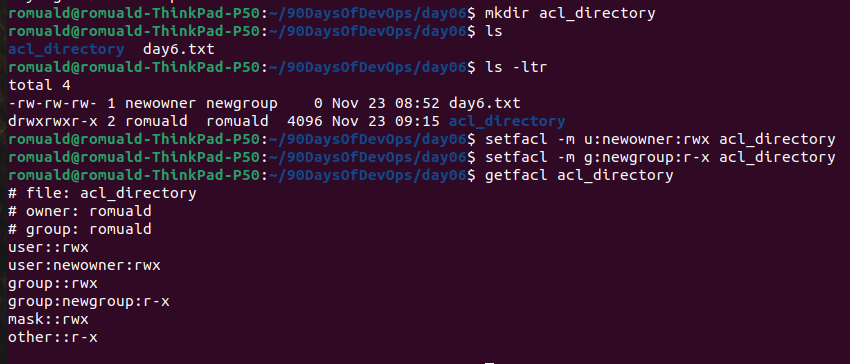 romuald@romuald-ThinkPad-P50:~/90DaysOfDevOps/day06$ mkdir acl_directory
romuald@romuald-ThinkPad-P50:~/90DaysOfDevOps/day06$ ls
acl_directory  day6.txt
romuald@romuald-ThinkPad-P50:~/90DaysOfDevOps/day06$ ls -ltr
total 4
-rw-rw-rw- 1 newowner newgroup    0 Nov 23 08:52 day6.txt
drwxrwxr-x 2 romuald  romuald  4096 Nov 23 09:15 acl_directory
romuald@romuald-ThinkPad-P50:~/90DaysOfDevOps/day06$ setfacl -m u:newowner:rwx acl_directory
romuald@romuald-ThinkPad-P50:~/90DaysOfDevOps/day06$ setfacl -m g:newgroup:r-x acl_directory
romuald@romuald-ThinkPad-P50:~/90DaysOfDevOps/day06$ getfacl acl_directory
# file: acl_directory
# owner: romuald
# group: romuald
user::rwx
user:newowner:rwx
group::rwx
group:newgroup:r-x
mask::rwx
other::r-x